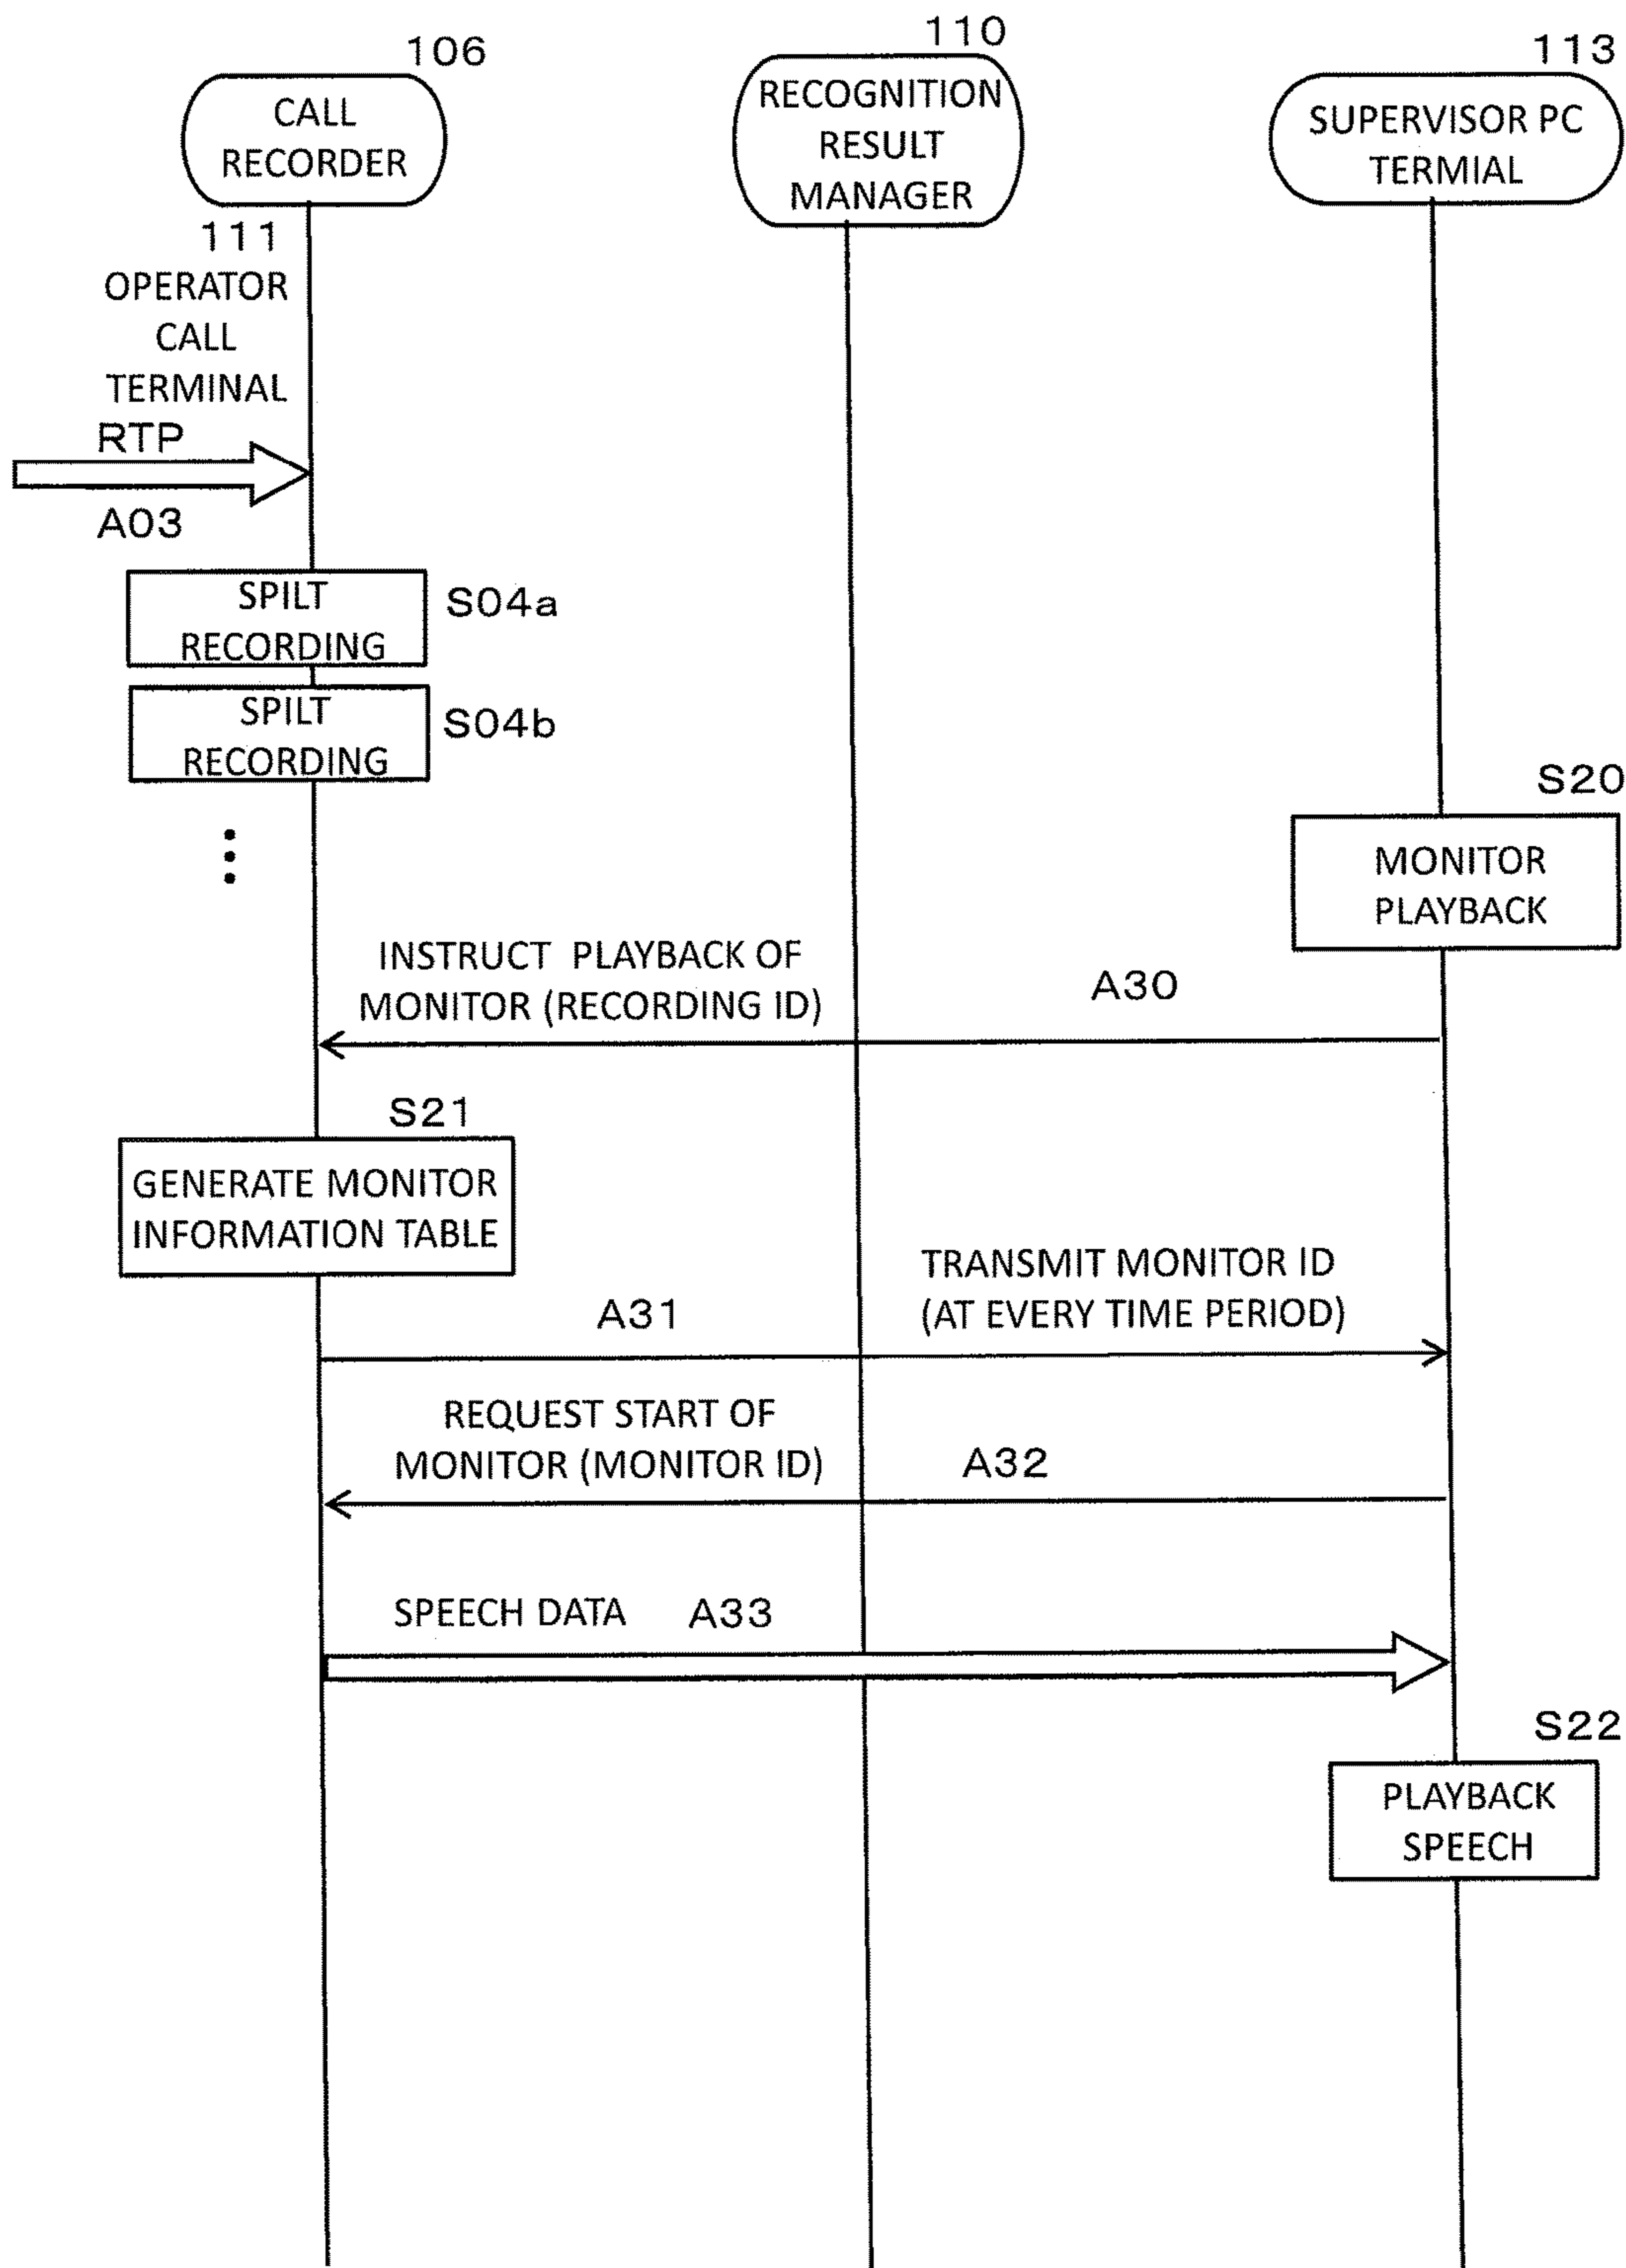 106
CALL
RECORDER
110
RECOGNITION
RESULT
MANAGER
113
SUPERVISOR PC
TERMIAL
111
OPERATOR
CALL
TERMINAL
RTP
A03
SPILT
RECORDING
S04a
SPILT
RECORDING
S04b
S20
MONITOR
PLAYBACK
INSTRUCT PLAYBACK OF
MONITOR (RECORDING ID)
A30
S21
GENERATE MONITOR
INFORMATION TABLE
TRANSMIT MONITOR ID
(AT EVERY TIME PERIOD)
A31
REQUEST START OF
MONITOR (MONITOR ID)
A32
SPEECH DATA A33
S22
PLAYBACK
SPEECH